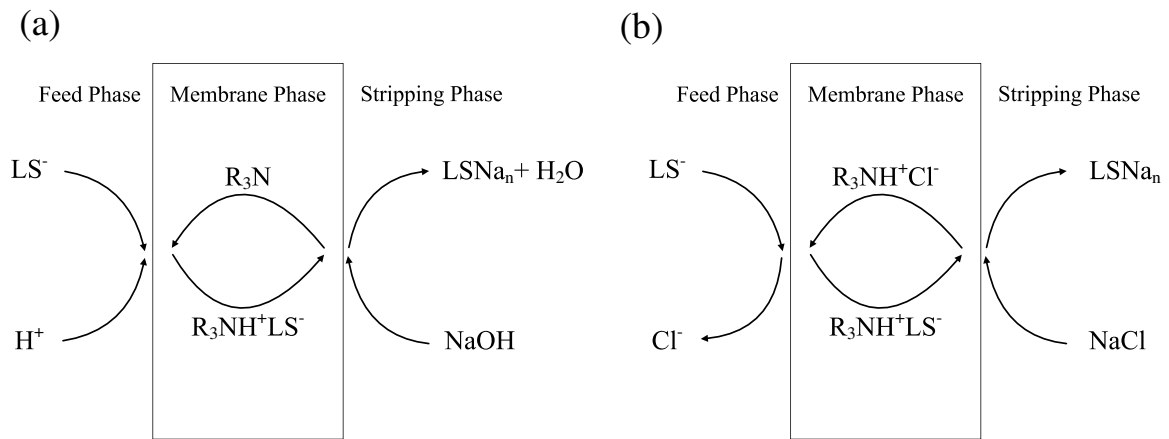 (a)
Feed Phase Membrane Phase Stripping Phase
LS⁻
R₃N
LSNaₙ + H₂O
H⁺
R₃NH⁺LS⁻
NaOH
(b)
Feed Phase Membrane Phase Stripping Phase
LS⁻
R₃NH⁺Cl⁻
LSNaₙ
Cl⁻
R₃NH⁺LS⁻
NaCl